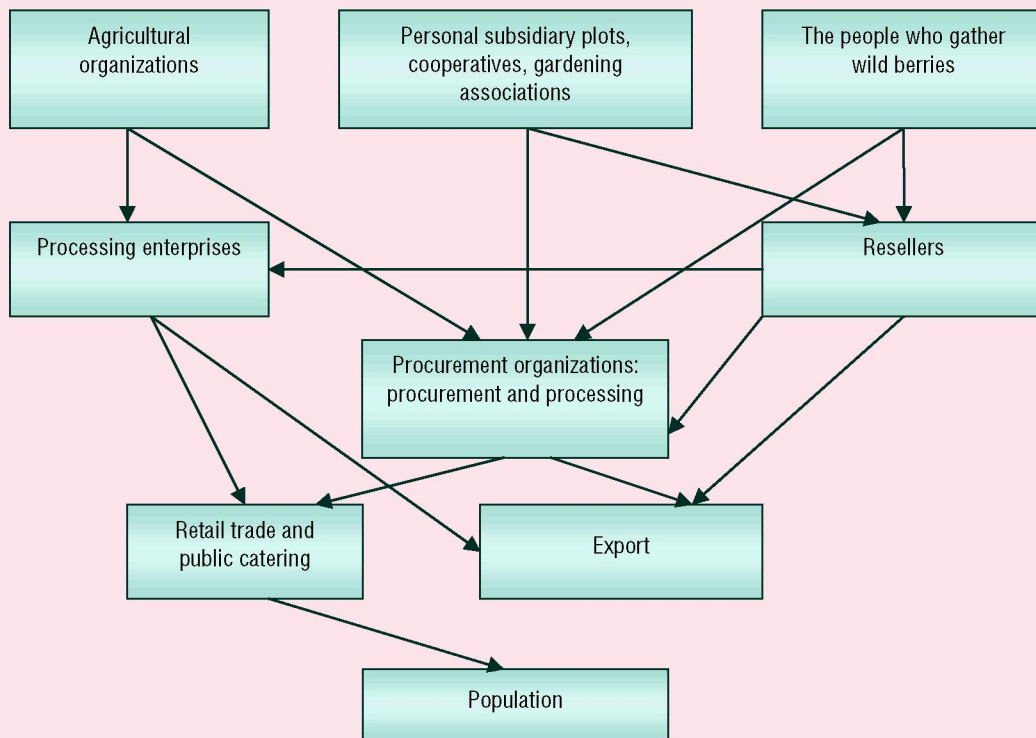 Agricultural
organizations
Personal subsidiary plots,
cooperatives, gardening
associations
The people who gather
wild berries
Processing enterprises
Resellers
Procurement organizations:
procurement and processing
Retail trade and
public catering
Export
Population